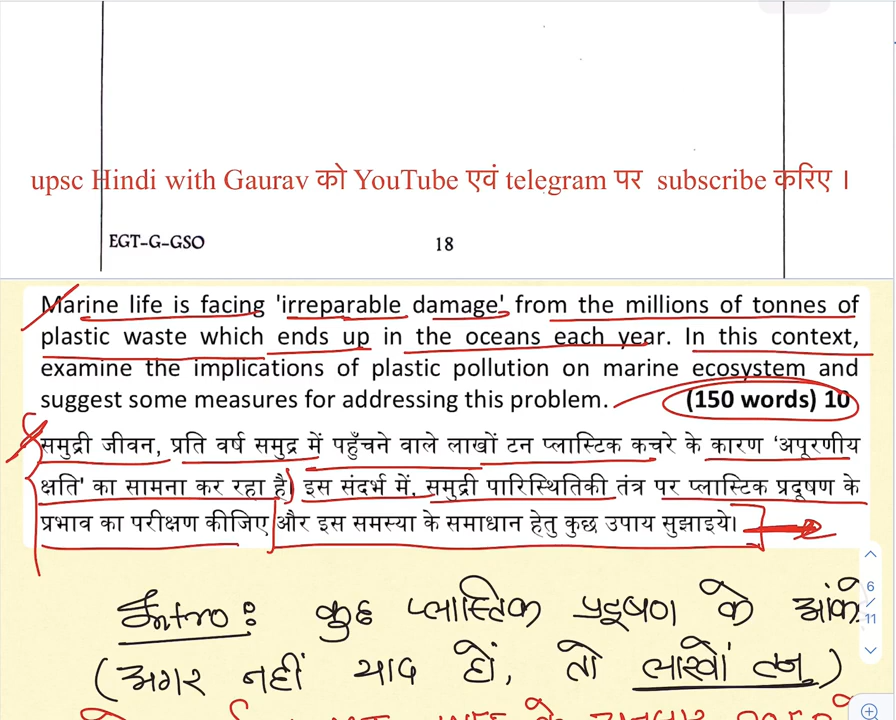 upsc Hindi with Gaurav को YouTube एवं telegram पर subscribe करिए ।
EGT-G-GSO 18
Marine life is facing 'irreparable damage' from the millions of tonnes of
plastic waste which ends up in the oceans each year. In this context,
examine the implications of plastic pollution on marine ecosystem and
suggest some measures for addressing this problem. (150 words) 10
समुद्री जीवन, प्रति वर्ष समुद्र में पहुँचने वाले लाखों टन प्लास्टिक कचरे के कारण 'अपूरणीय
क्षति' का सामना कर रहा है। इस संदर्भ में, समुद्री पारिस्थितिकी तंत्र पर प्लास्टिक प्रदूषण के
प्रभाव का परीक्षण कीजिए और इस समस्या के समाधान हेतु कुछ उपाय सुझाइये।
Intro: कुछ प्लास्टिक प्रदूषण के आंक
(अगर नहीं याद हों, तो लाखों टन)
6
/
11